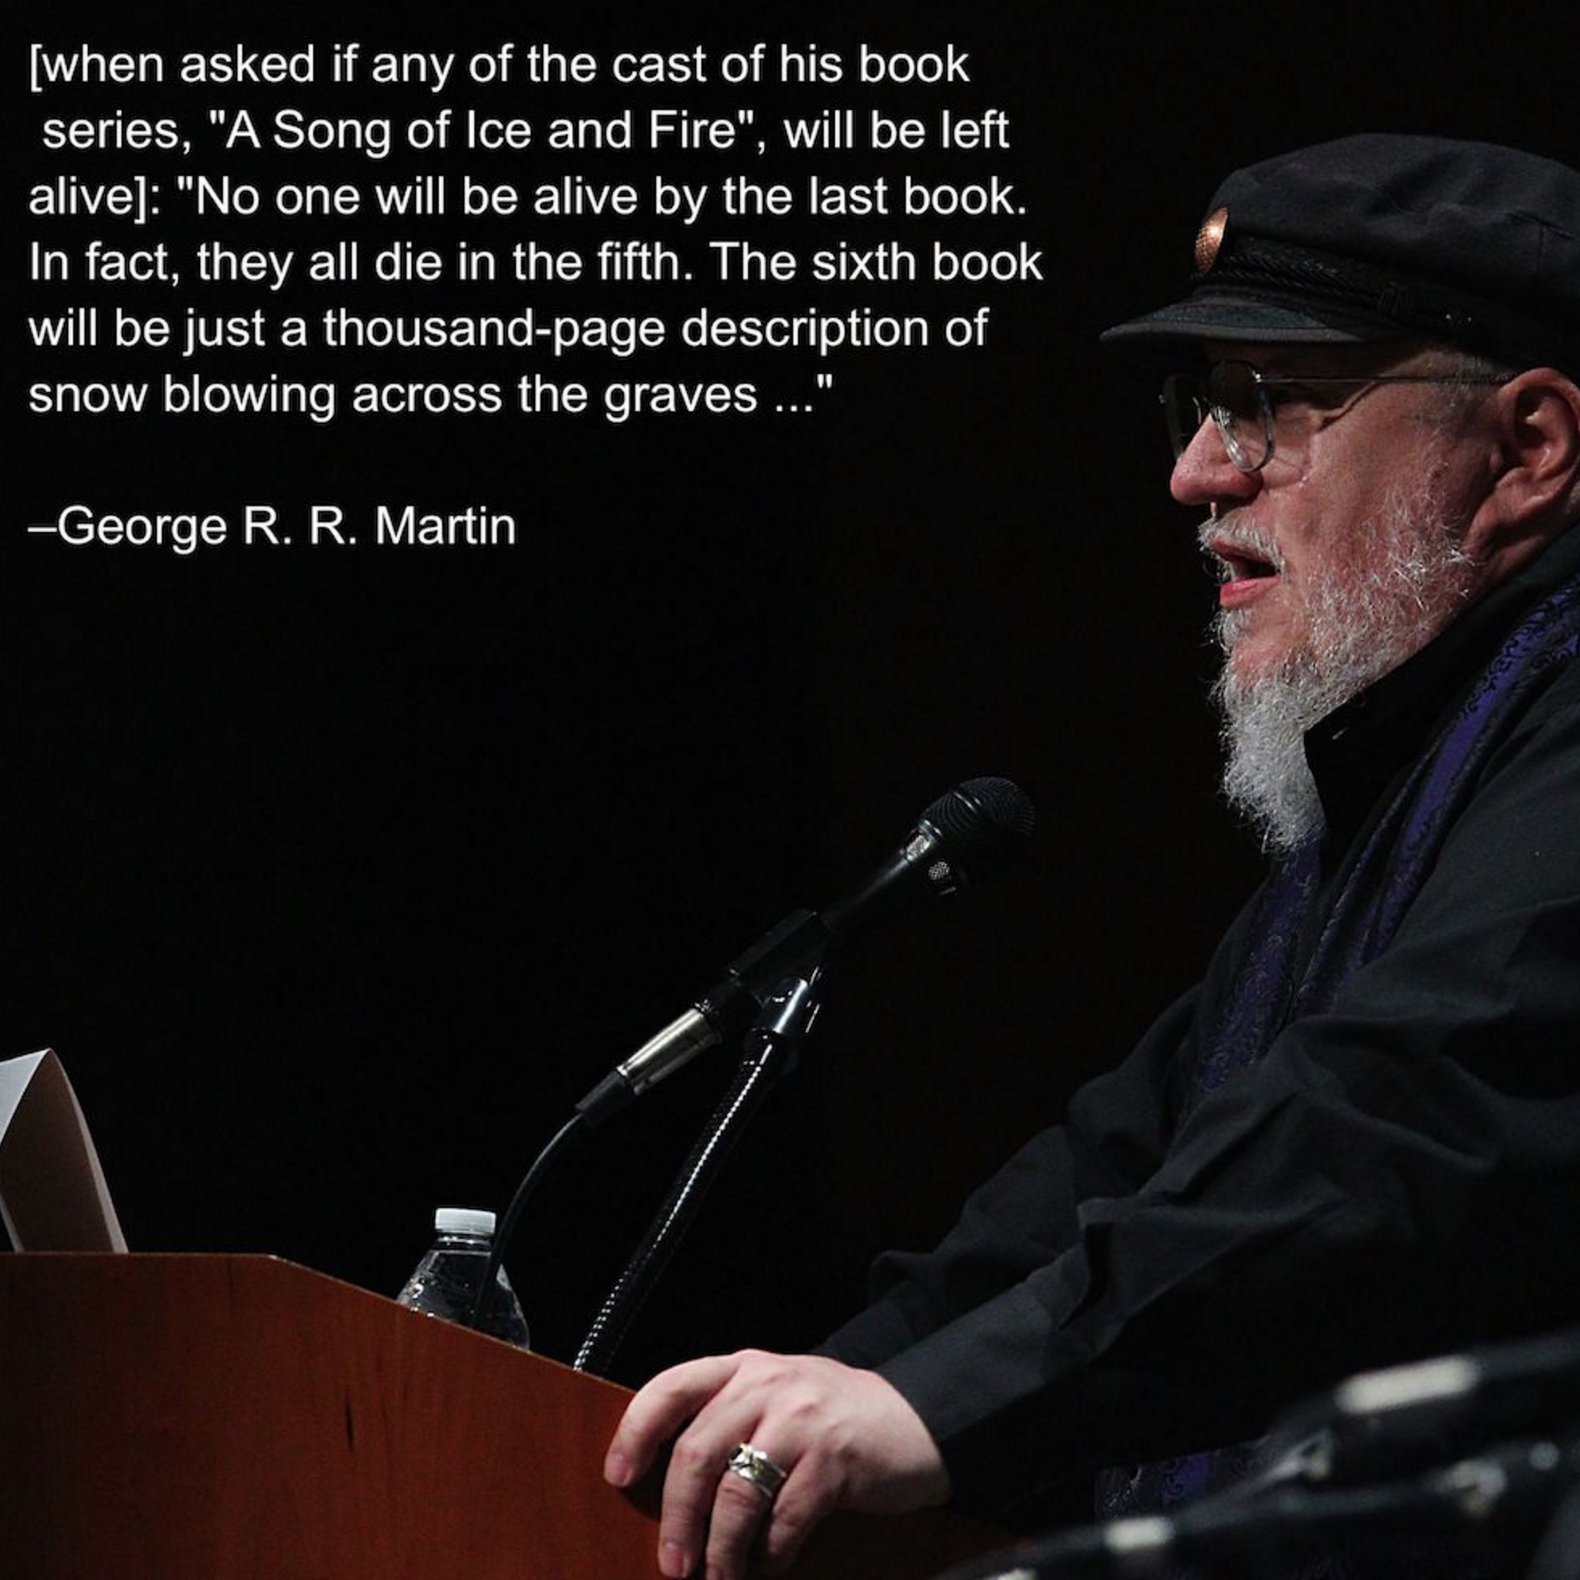 [when asked if any of the cast of his book
series, "A Song of Ice and Fire", will be left
alive]: "No one will be alive by the last book.
In fact, they all die in the fifth. The sixth book
will be just a thousand-page description of
snow blowing across the graves ..."
–George R. R. Martin